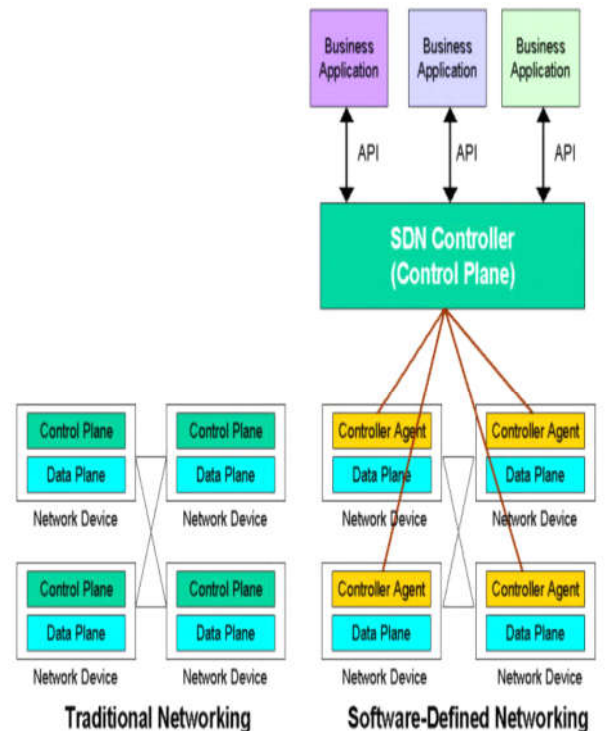 Business
Application
Business
Application
Business
Application
API
API
API
SDN Controller
(Control Plane)
Control Plane
Data Plane
Network Device
Control Plane
Data Plane
Network Device
Controller Agent
Data Plane
Network Device
Controller Agent
Data Plane
Network Device
Control Plane
Data Plane
Network Device
Control Plane
Data Plane
Network Device
Controller Agent
Data Plane
Network Device
Controller Agent
Data Plane
Network Device
Traditional Networking
Software-Defined Networking